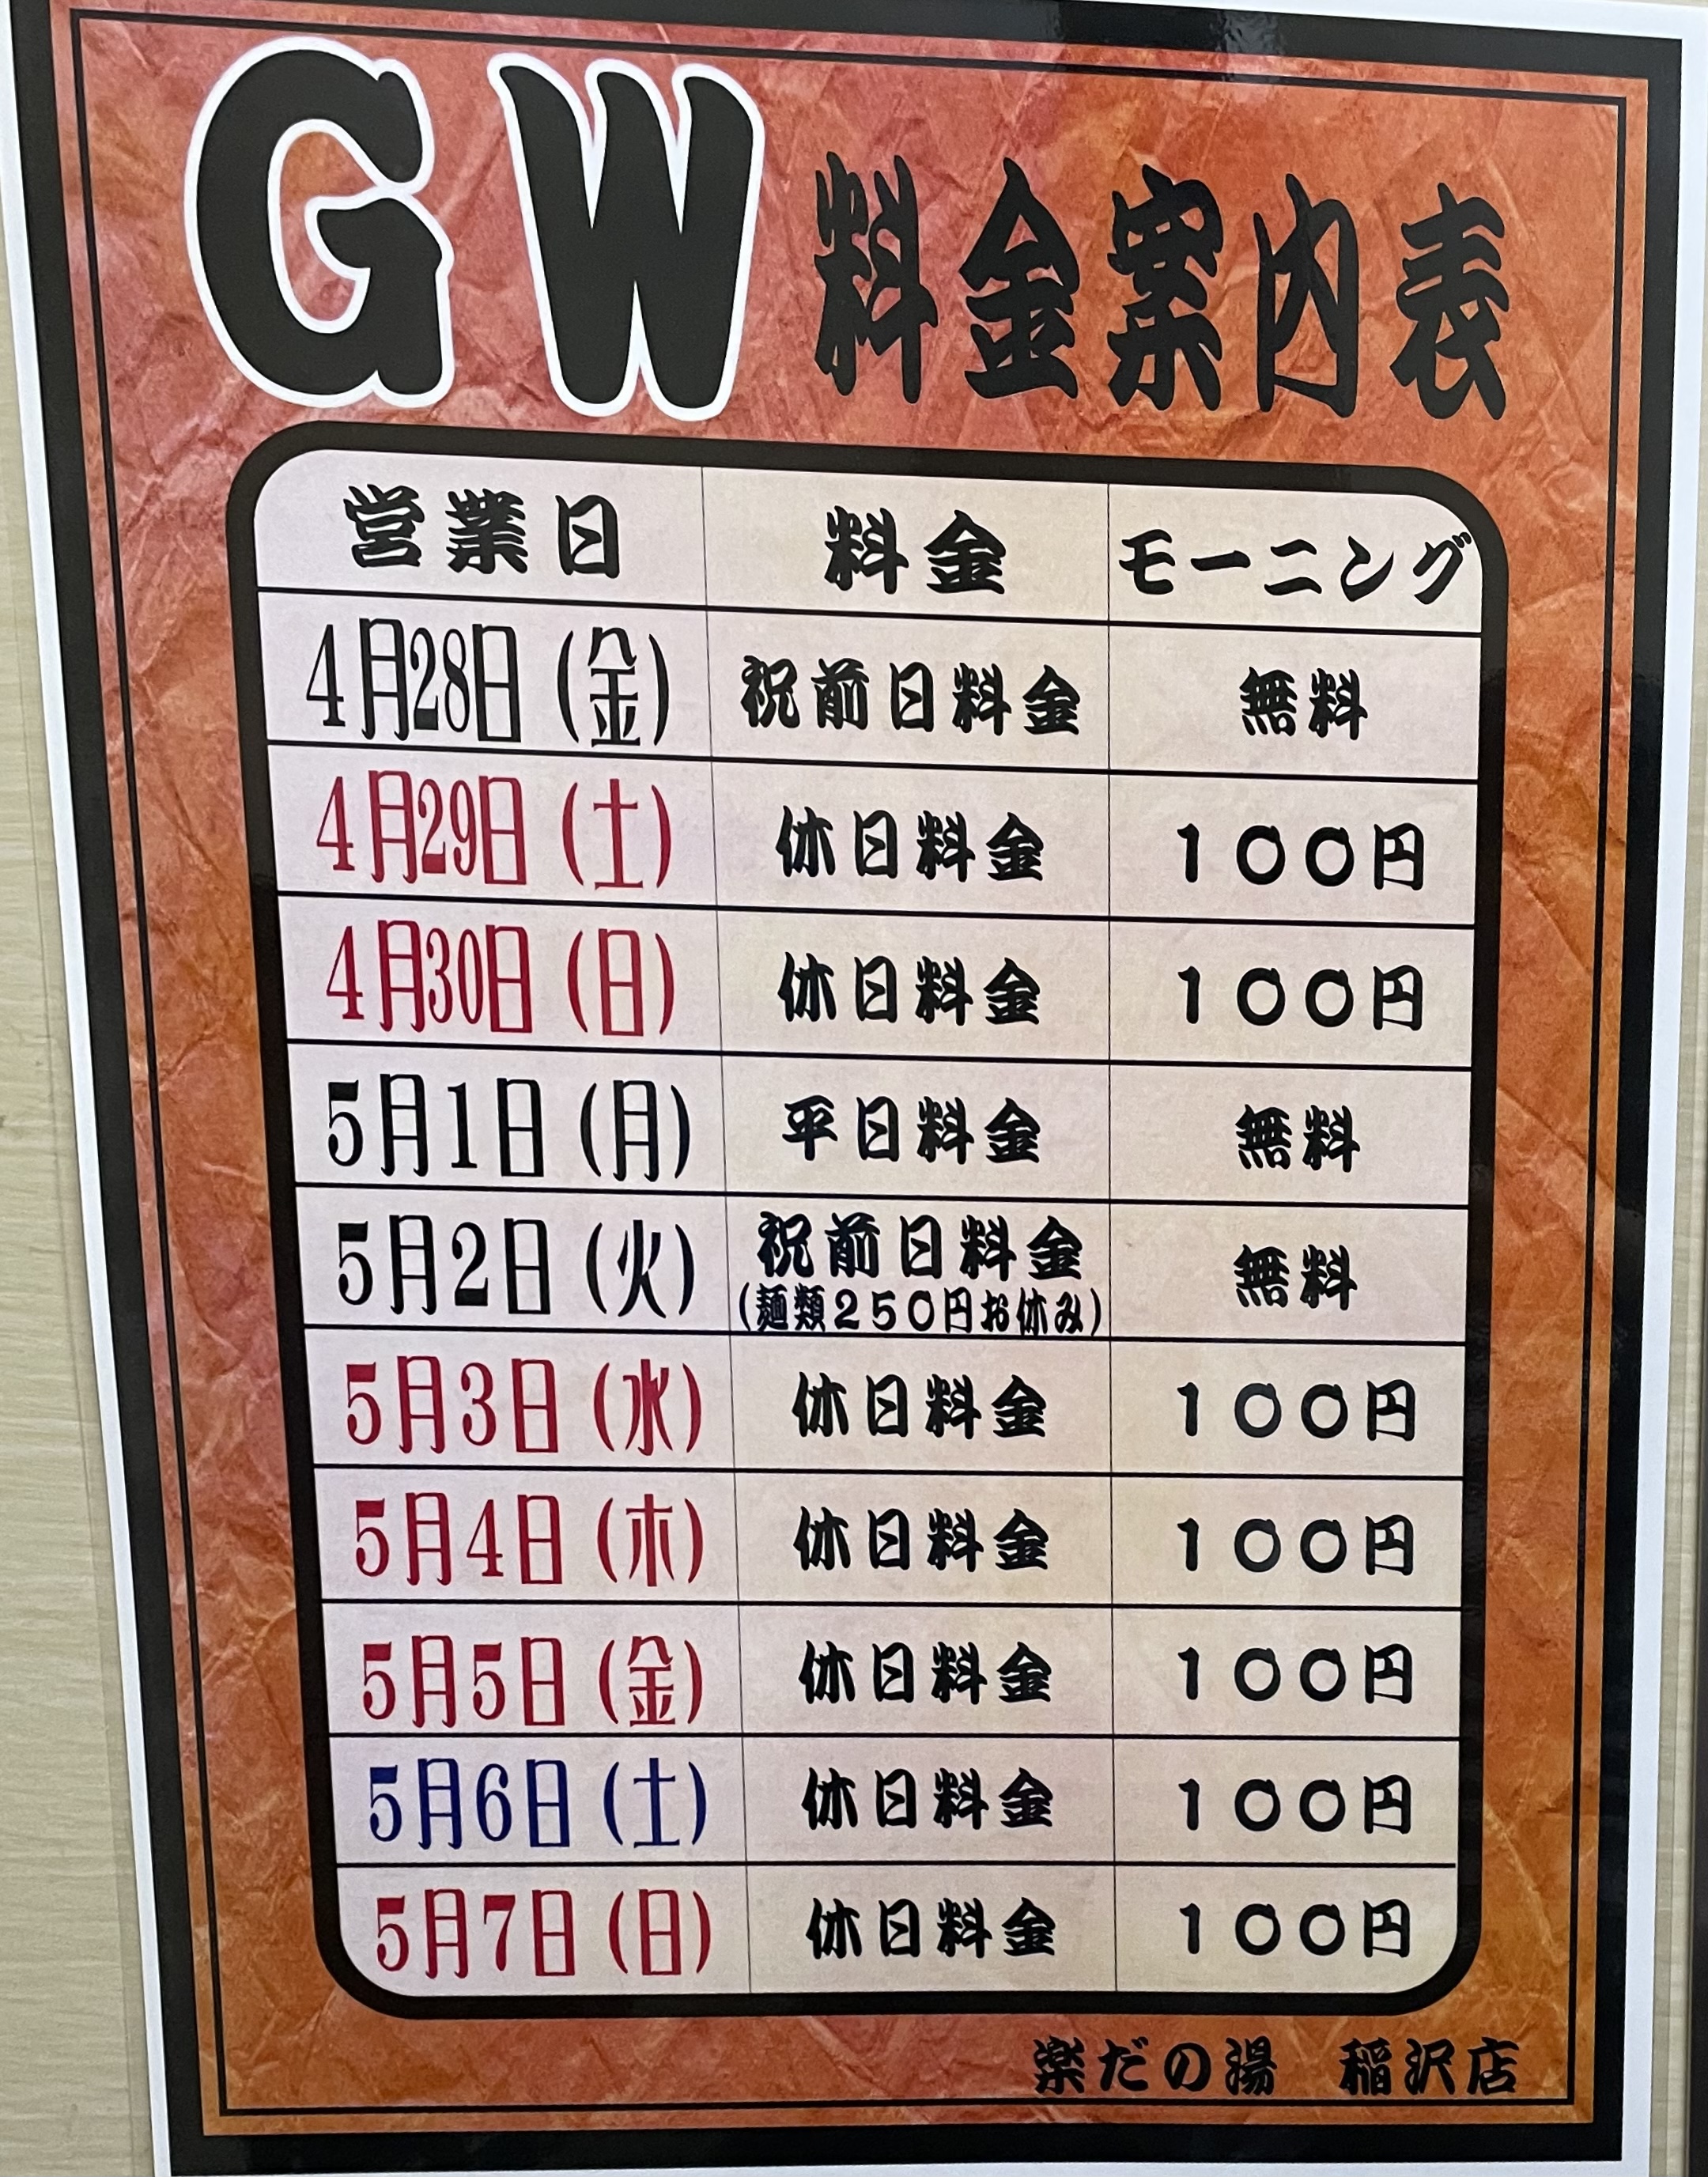 GW 料金案内表
営業日 料金 モーニング
4月28日（金） 祝前日料金 無料
4月29日（土） 休日料金 １００円
4月30日（日） 休日料金 １００円
5月1日（月） 平日料金 無料
5月2日（火） 祝前日料金 無料
（麺類２５０円お休み）
5月3日（水） 休日料金 １００円
5月4日（木） 休日料金 １００円
5月5日（金） 休日料金 １００円
5月6日（土） 休日料金 １００円
5月7日（日） 休日料金 １００円
楽だの湯　稲沢店